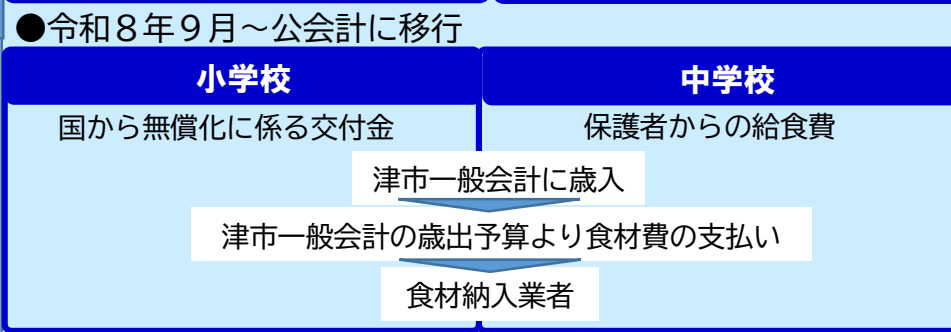 ●令和８年９月～公会計に移行
小学校
中学校
国から無償化に係る交付金
保護者からの給食費
津市一般会計に歳入
津市一般会計の歳出予算より食材費の支払い
食材納入業者